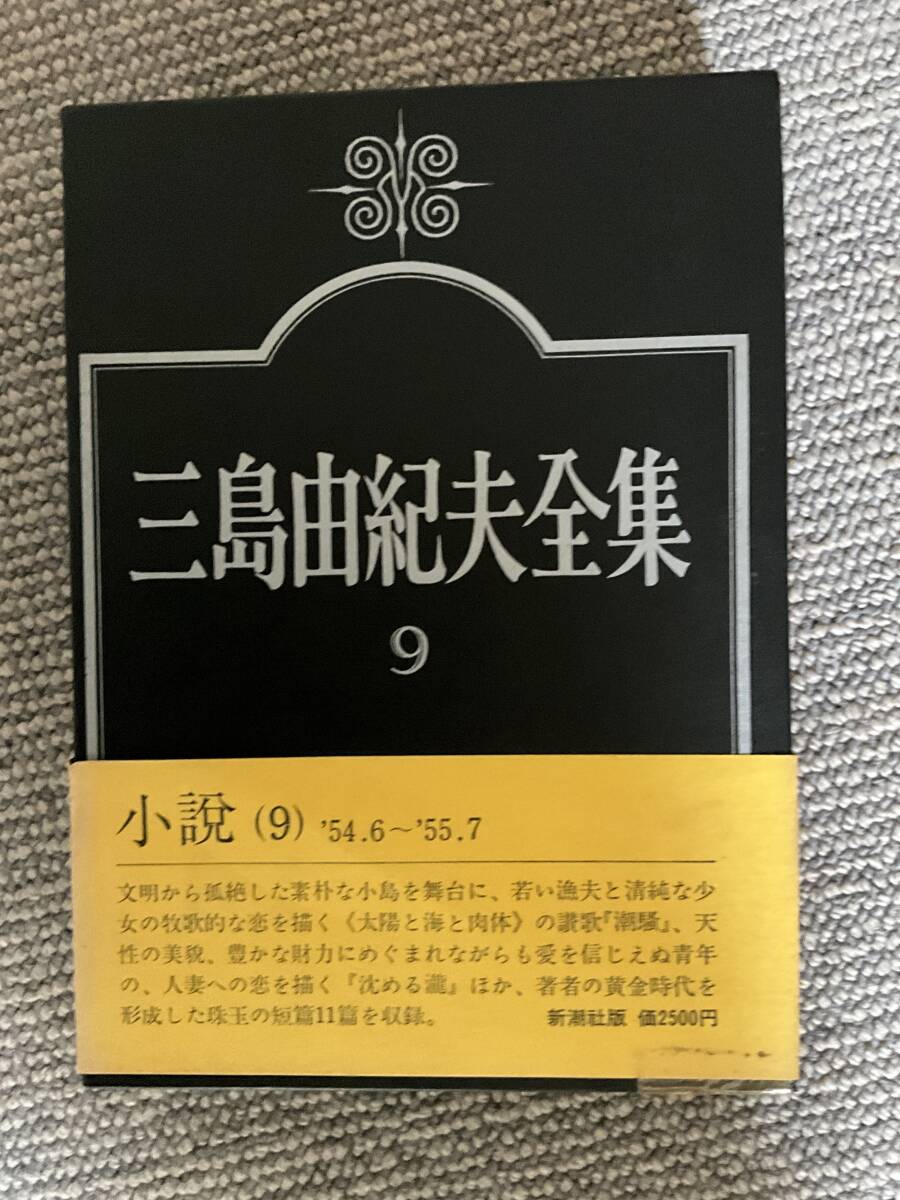 三島由紀夫全集
9
小説(9) '54.6〜'55.7
文明から孤絶した素朴な小島を舞台に、若い漁夫と清純な少
女の牧歌的な恋を描く《太陽と海と肉体》の讃歌『潮騒』、天
性の美貌、豊かな財力にめぐまれながらも愛を信じえぬ青年
の、人妻への恋を描く『沈める瀧』ほか、著者の黄金時代を
形成した珠玉の短篇11篇を収録。 新潮社版 価2500円